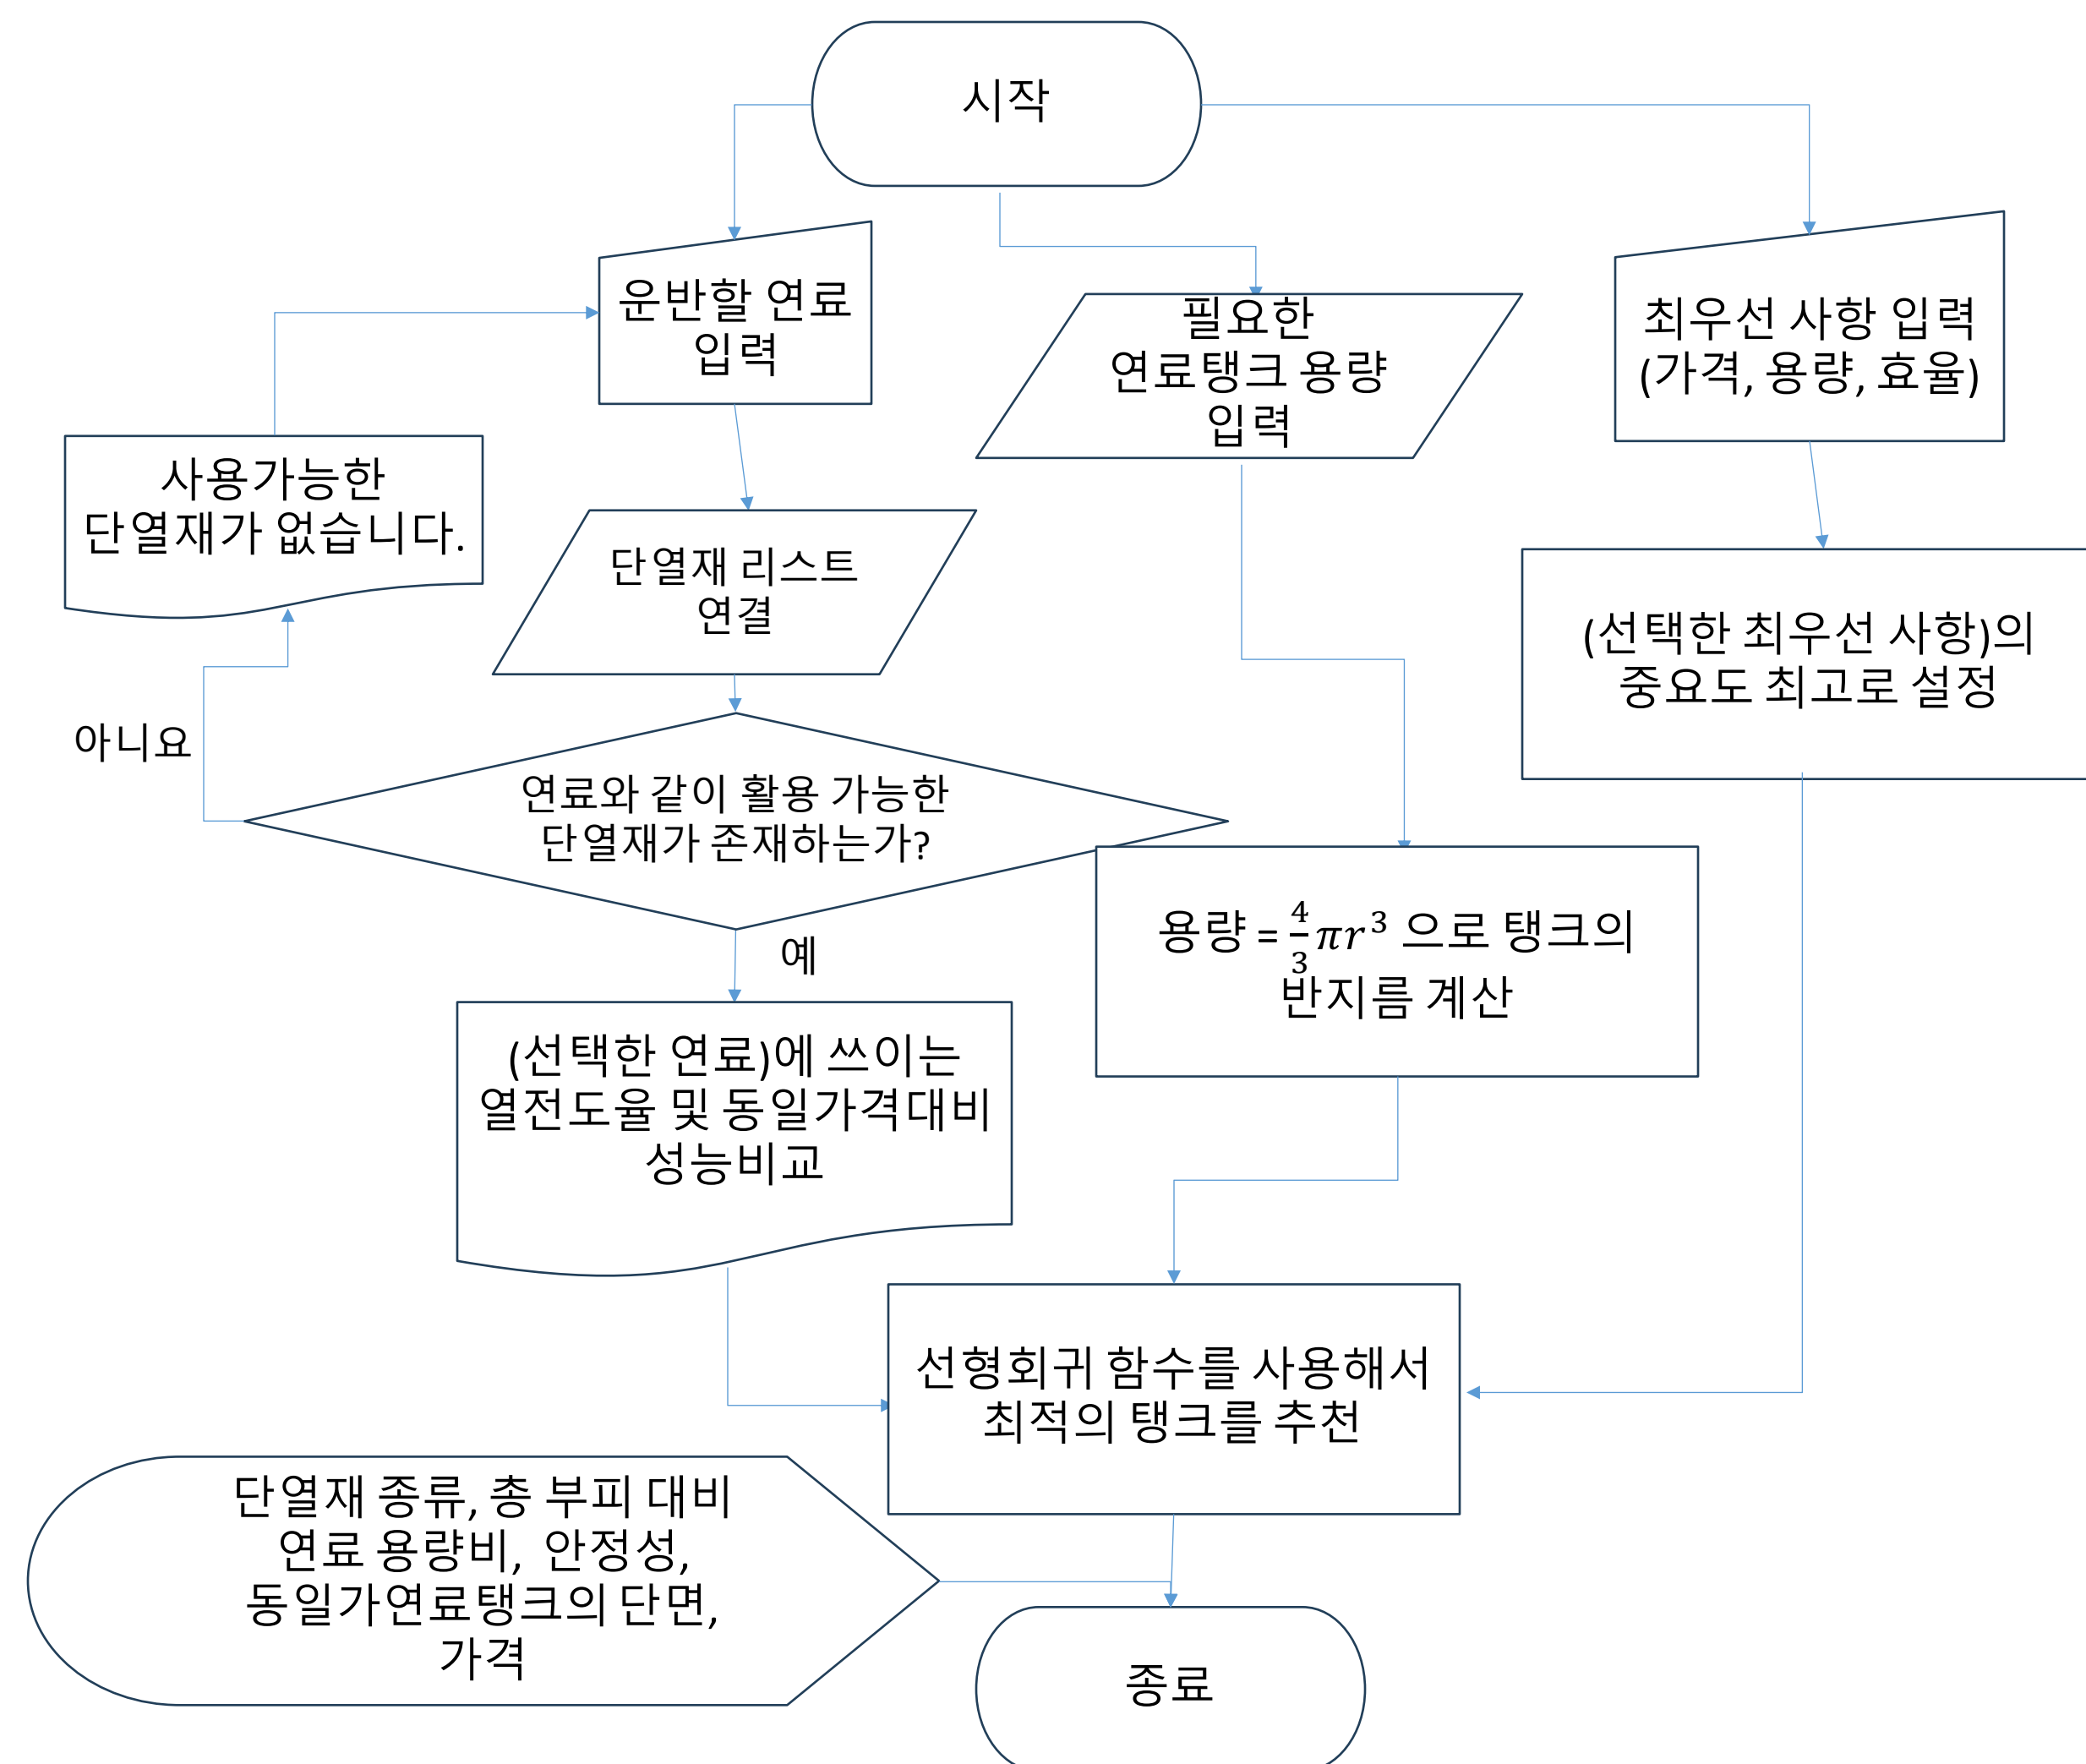 시작
운반할 연료
입력
필요한
연료탱크 용량
입력
최우선 사항 입력
(가격, 용량, 효율)
사용가능한
단열재가 없습니다.
단열재 리스트
연결
(선택한 최우선 사항)의
중요도 최고로 설정
아니요
연료와 같이 활용 가능한
단열재가 존재하는가?
용량 = 4/3 πr³ 으로 탱크의
반지름 계산
예
(선택한 연료)에 쓰이는
열전도율 및 동일가격대비
성능비교
선형회귀 함수를 사용해서
최적의 탱크를 추천
단열재 종류, 총 부피 대비
연료 용량비, 안정성,
동일가연료탱크의 단면,
가격
종료